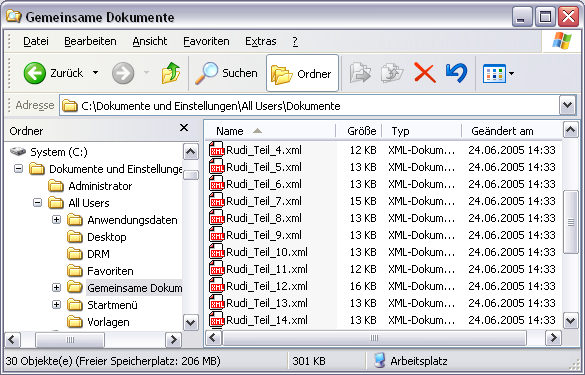 Gemeinsame Dokumente
Datei Bearbeiten Ansicht Favoriten Extras ?
Zurück Suchen Ordner
Adresse C:\Dokumente und Einstellungen\All Users\Dokumente
Ordner
System (C:)
Dokumente und Einstellunge
Administrator
All Users
Anwendungsdaten
Desktop
DRM
Favoriten
Gemeinsame Dokum
Startmenü
Vorlagen
Name Größe Typ Geändert am
Rudi_Teil_4.xml 12 KB XML-Dokum... 24.06.2005 14:33
Rudi_Teil_5.xml 13 KB XML-Dokum... 24.06.2005 14:33
Rudi_Teil_6.xml 13 KB XML-Dokum... 24.06.2005 14:33
Rudi_Teil_7.xml 15 KB XML-Dokum... 24.06.2005 14:33
Rudi_Teil_8.xml 13 KB XML-Dokum... 24.06.2005 14:33
Rudi_Teil_9.xml 13 KB XML-Dokum... 24.06.2005 14:33
Rudi_Teil_10.xml 13 KB XML-Dokum... 24.06.2005 14:33
Rudi_Teil_11.xml 12 KB XML-Dokum... 24.06.2005 14:33
Rudi_Teil_12.xml 16 KB XML-Dokum... 24.06.2005 14:33
Rudi_Teil_13.xml 13 KB XML-Dokum... 24.06.2005 14:33
Rudi_Teil_14.xml 13 KB XML-Dokum... 24.06.2005 14:33
30 Objekte(e) (Freier Speicherplatz: 206 MB) 301 KB Arbeitsplatz